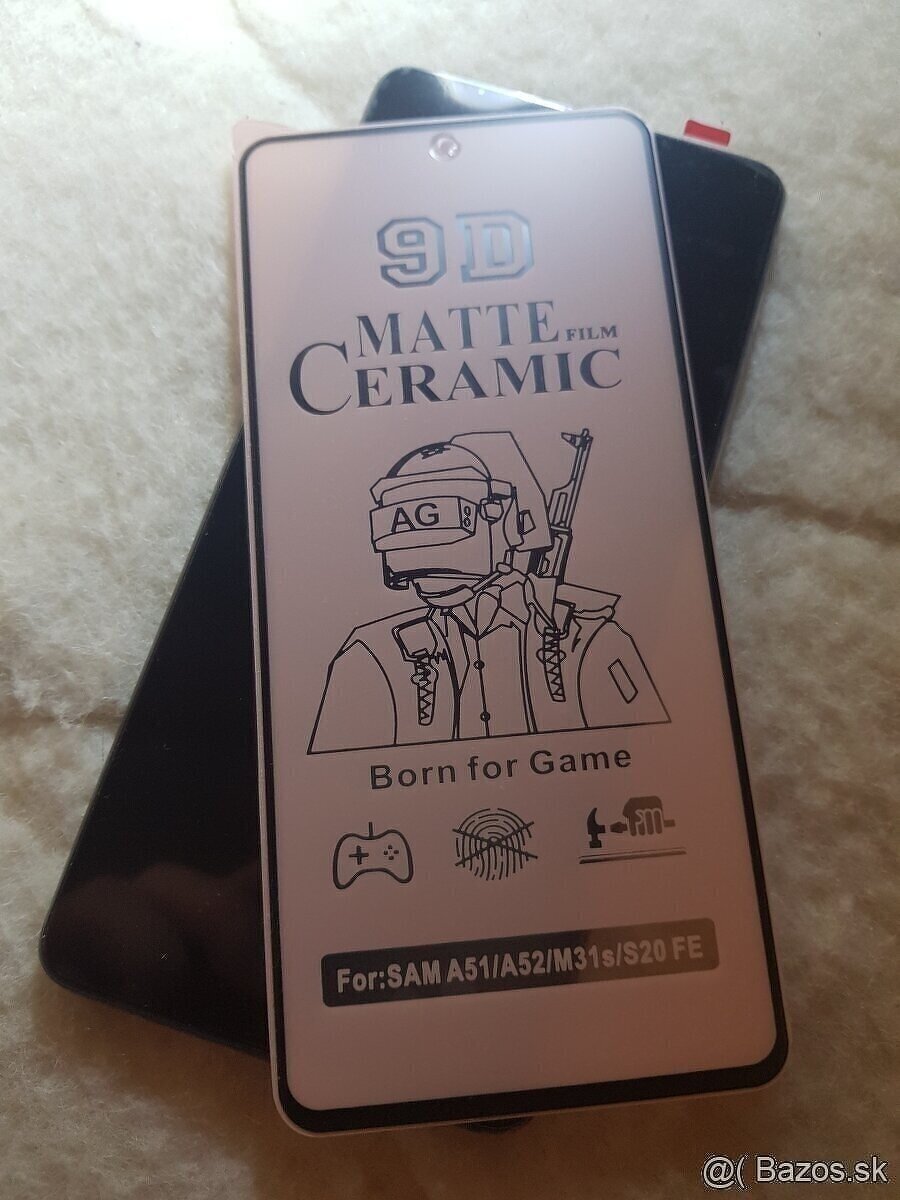 9D
MATTE FILM
CERAMIC
AG
Born for Game
For:SAM A51/A52/M31s/S20 FE
@( Bazos.sk